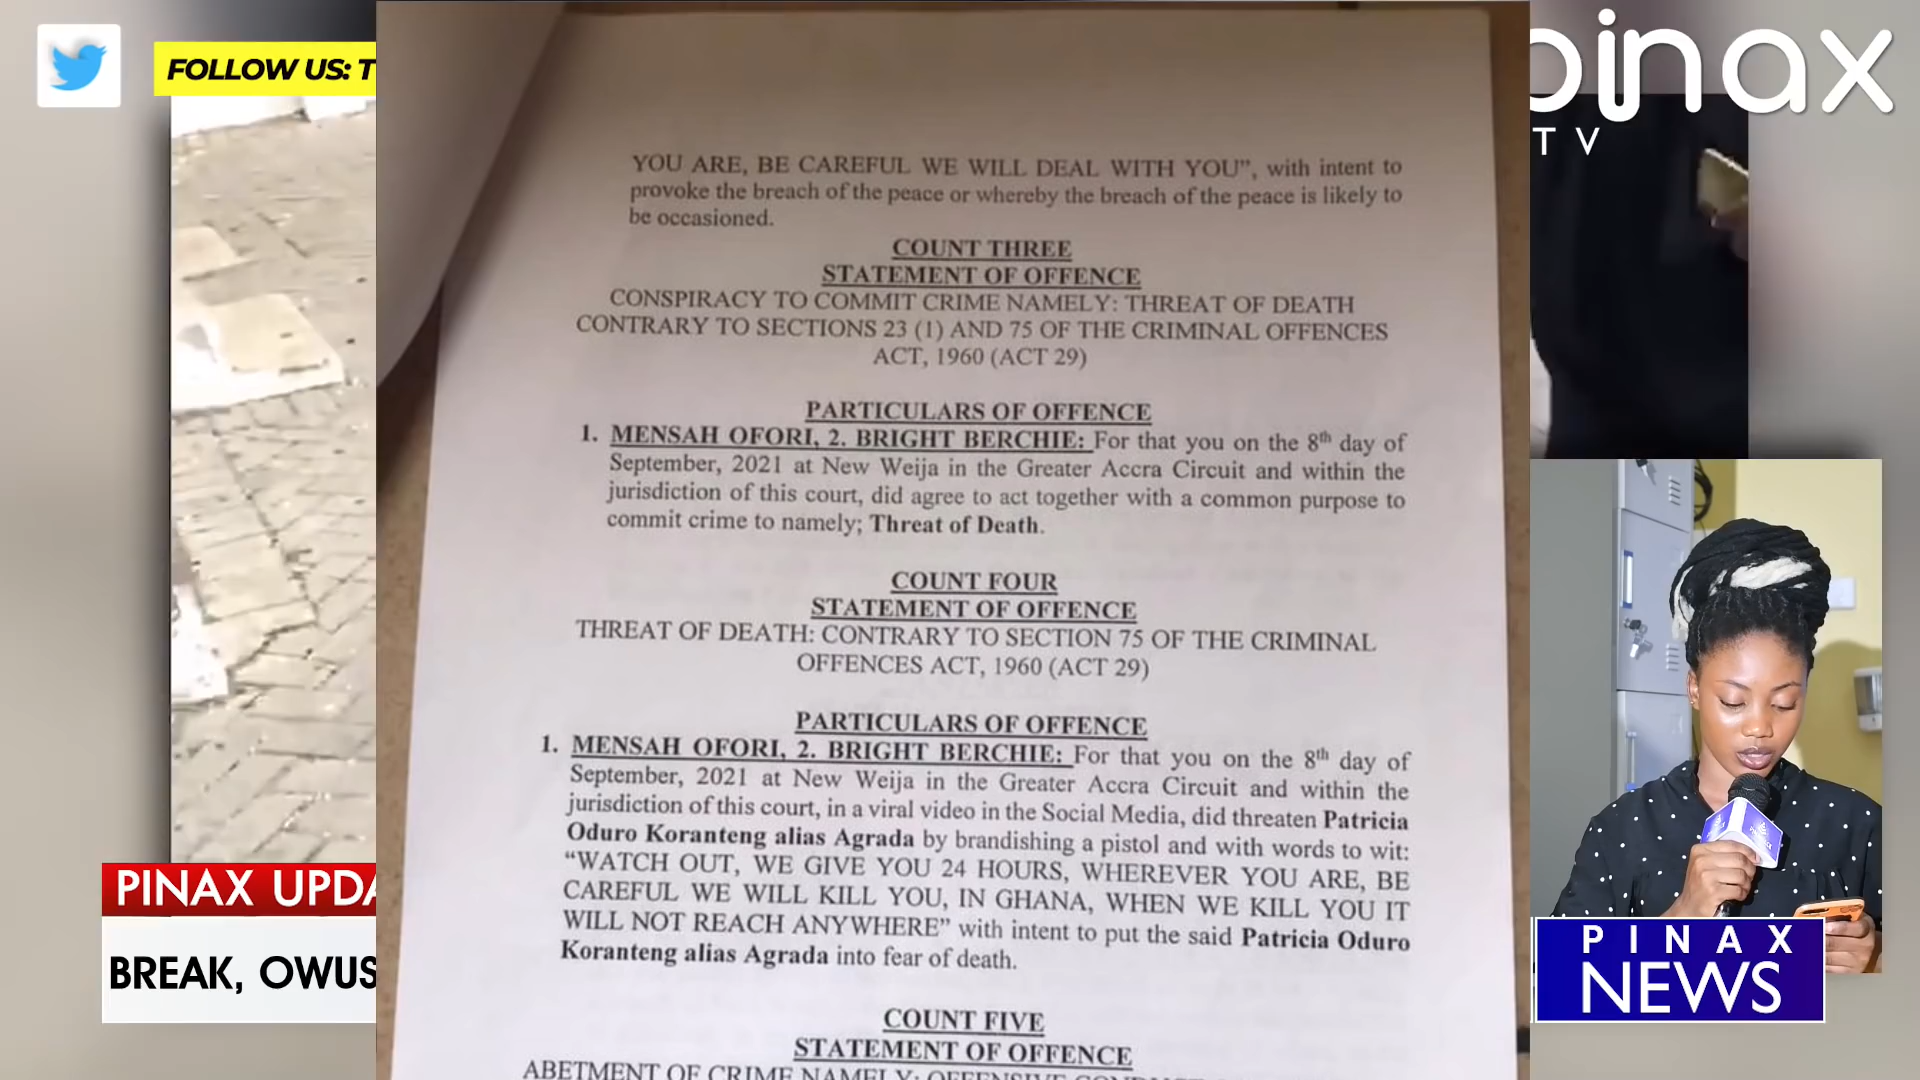 FOLLOW US: T
pinax
TV
YOU ARE, BE CAREFUL WE WILL DEAL WITH YOU”, with intent to
provoke the breach of the peace or whereby the breach of the peace is likely to
be occasioned.
COUNT THREE
STATEMENT OF OFFENCE
CONSPIRACY TO COMMIT CRIME NAMELY: THREAT OF DEATH
CONTRARY TO SECTIONS 23 (1) AND 75 OF THE CRIMINAL OFFENCES
ACT, 1960 (ACT 29)
PARTICULARS OF OFFENCE
1. MENSAH OFORI, 2. BRIGHT BERCHIE: For that you on the 8th day of
September, 2021 at New Weija in the Greater Accra Circuit and within the
jurisdiction of this court, did agree to act together with a common purpose to
commit crime to namely; Threat of Death.
COUNT FOUR
STATEMENT OF OFFENCE
THREAT OF DEATH: CONTRARY TO SECTION 75 OF THE CRIMINAL
OFFENCES ACT, 1960 (ACT 29)
PARTICULARS OF OFFENCE
1. MENSAH OFORI, 2. BRIGHT BERCHIE: For that you on the 8th day of
September, 2021 at New Weija in the Greater Accra Circuit and within the
jurisdiction of this court, in a viral video in the Social Media, did threaten Patricia
Oduro Koranteng alias Agrada by brandishing a pistol and with words to wit:
“WATCH OUT, WE GIVE YOU 24 HOURS, WHEREVER YOU ARE, BE
CAREFUL WE WILL KILL YOU, IN GHANA, WHEN WE KILL YOU IT
WILL NOT REACH ANYWHERE” with intent to put the said Patricia Oduro
Koranteng alias Agrada into fear of death.
COUNT FIVE
STATEMENT OF OFFENCE
ABETMENT OF CRIME NAMELY: OFFENSIVE
PINAX UPDA
BREAK, OWUS
PINAX
NEWS